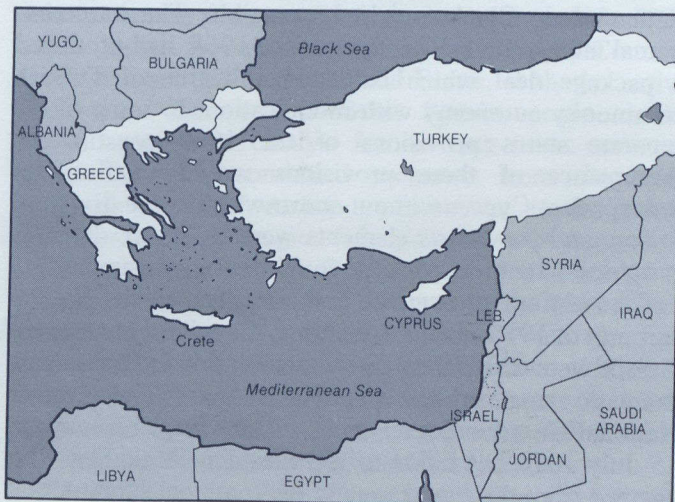 YUGO.
BULGARIA
Black Sea
ALBANIA
GREECE
TURKEY
SYRIA
IRAQ
CYPRUS
LEB.
Crete
Mediterranean Sea
ISRAEL
SAUDI
ARABIA
JORDAN
LIBYA
EGYPT